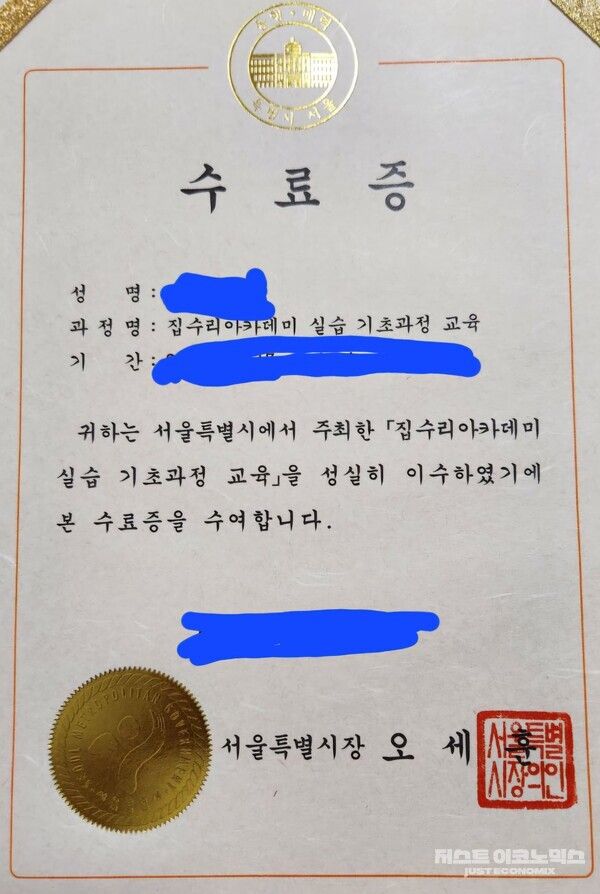 수 료 증
성 명 :
과 정 명 : 집수리아카데미 실습 기초과정 교육
기 간 :
귀하는 서울특별시에서 주최한 「집수리아카데미
실습 기초과정 교육」을 성실히 이수하였기에
본 수료증을 수여합니다.
SEOUL METROPOLITAN GOVERNMENT
서울특별시장 오 세 훈
서울특별
시장의인
저스트 이코노믹스
JUST ECONOMIX